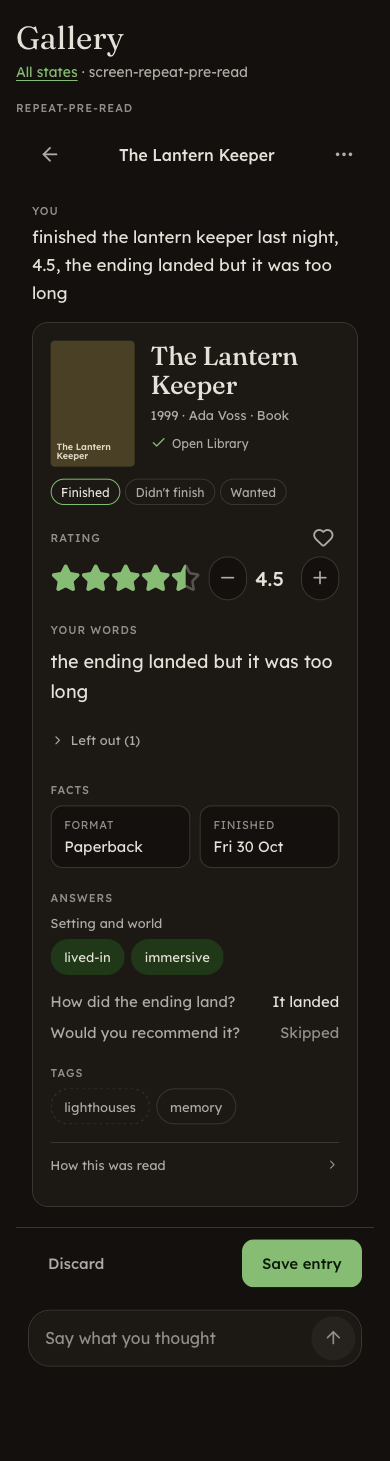 Gallery
All states · screen-repeat-pre-read
REPEAT-PRE-READ
The Lantern Keeper
YOU
finished the lantern keeper last night,
4.5, the ending landed but it was too
long
The Lantern
Keeper
1999 · Ada Voss · Book
Open Library
The Lantern
Keeper
Finished
Didn't finish
Wanted
RATING
4.5
YOUR WORDS
the ending landed but it was too
long
Left out (1)
FACTS
FORMAT
Paperback
FINISHED
Fri 30 Oct
ANSWERS
Setting and world
lived-in
immersive
How did the ending land? It landed
Would you recommend it? Skipped
TAGS
lighthouses
memory
How this was read
Discard
Save entry
Say what you thought